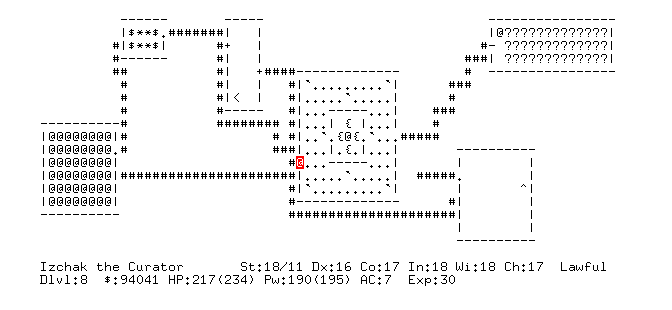 ------       -----                            ----------------
          |$**$.#######|   |                            |@?????????????|
         #|$**$|      #+   |                           #- ?????????????|
         #------      #|   |                         ###| ?????????????|
         ##           #|   +####-------------        #  ----------------
          #           #|   |   #|`.........`|      ###
          #           #|<  |   #|.....`.....|      #
          #           #-----   #|...-----...|    ###
----------#           ######## #|...| { |...|    #
|@@@@@@@@|#                  # #|..`.{@{.`...#####
|@@@@@@@@.#                  ###|...|.{.|...|       ----------
|@@@@@@@@|                     #@...-----...|       |        |
|@@@@@@@@|######################|.....`.....|  #####.        |
|@@@@@@@@|                     #|`.........`|       |       ^|
|@@@@@@@@|                     #-------------      #|        |
----------                     #####################|        |
                                                    |        |
                                                    ----------
Izchak the Curator       St:18/11 Dx:16 Co:17 In:18 Wi:18 Ch:17  Lawful
Dlvl:8  $:94041 HP:217(234) Pw:190(195) AC:7  Exp:30